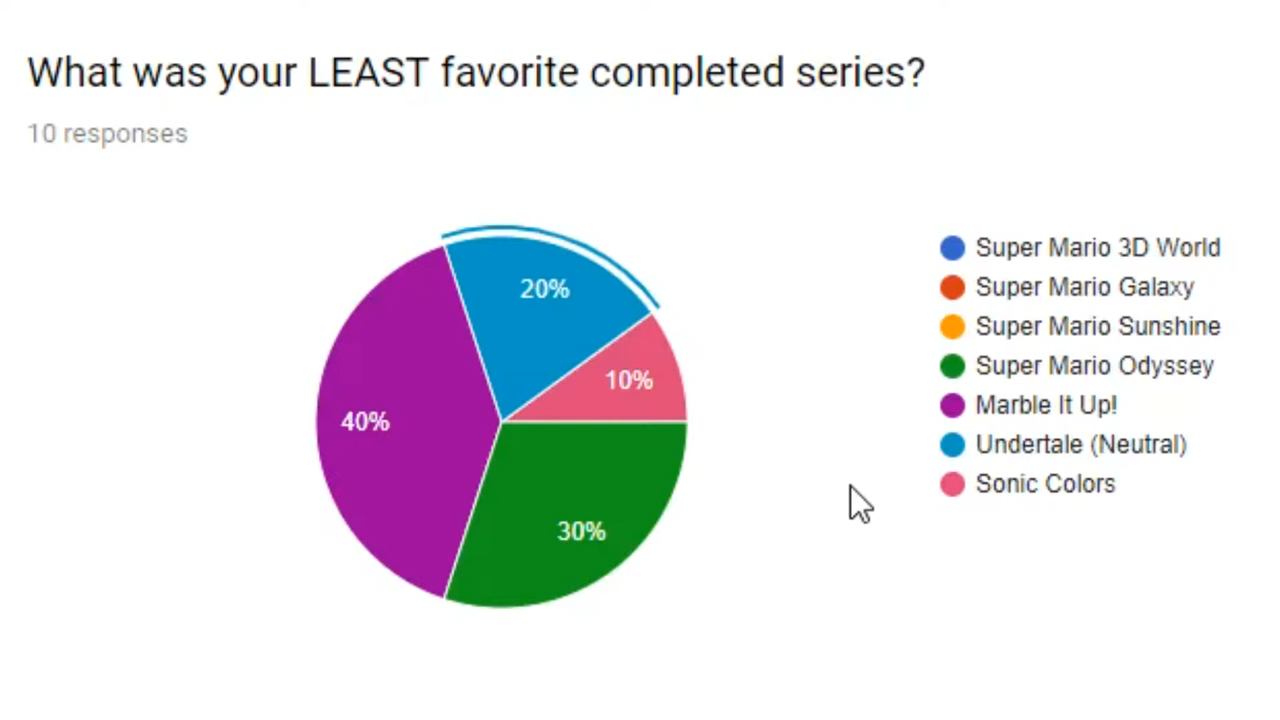 What was your LEAST favorite completed series?
10 responses
20%
10%
40%
30%
Super Mario 3D World
Super Mario Galaxy
Super Mario Sunshine
Super Mario Odyssey
Marble It Up!
Undertale (Neutral)
Sonic Colors